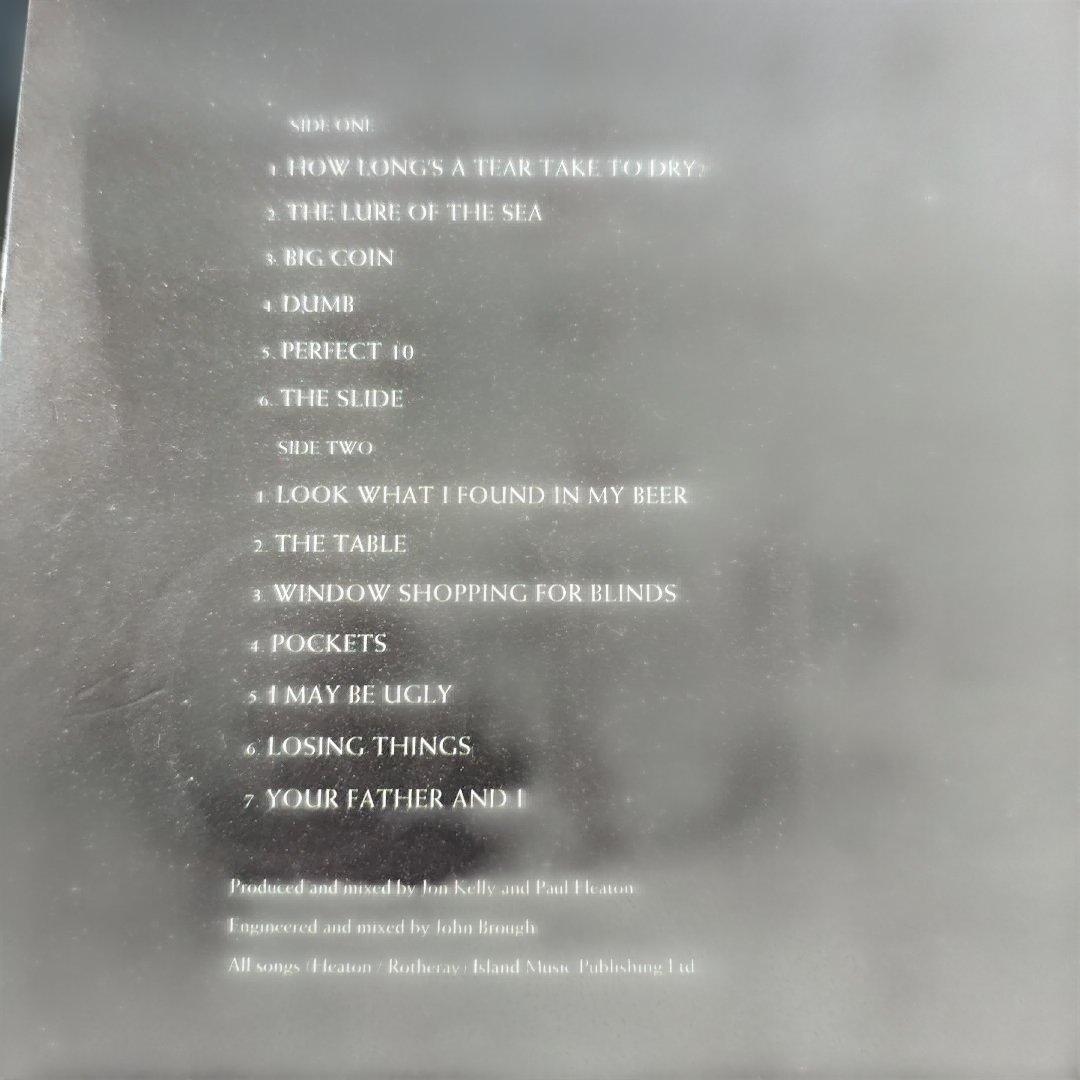 SIDE ONE
1. HOW LONG'S A TEAR TAKE TO DRY?
2. THE LURE OF THE SEA
3. BIG COIN
4. DUMB
5. PERFECT 10
6. THE SLIDE
SIDE TWO
1. LOOK WHAT I FOUND IN MY BEER
2. THE TABLE
3. WINDOW SHOPPING FOR BLINDS
4. POCKETS
5. I MAY BE UGLY
6. LOSING THINGS
7. YOUR FATHER AND I
Produced and mixed by Jon Kelly and Paul Heaton
Engineered and mixed by John Brough
All songs (Heaton / Rotheray) Island Music Publishing Ltd